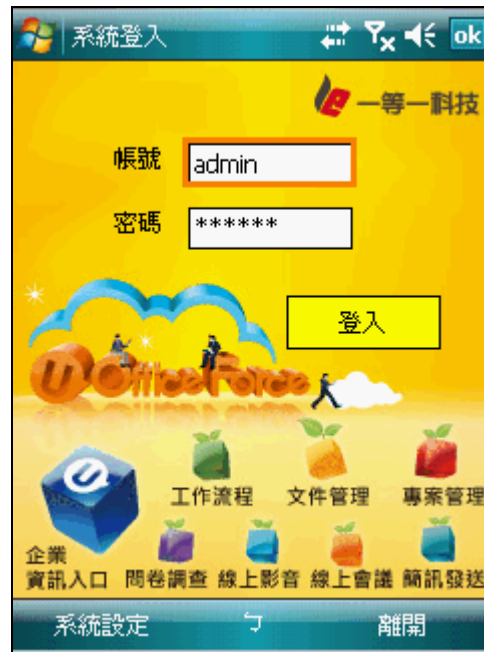 系統登入
ok
一等一科技
帳號
admin
密碼
******
登入
U Office Force
工作流程
文件管理
專案管理
企業
資訊入口
問卷調查
線上影音
線上會議
簡訊發送
系統設定
離開